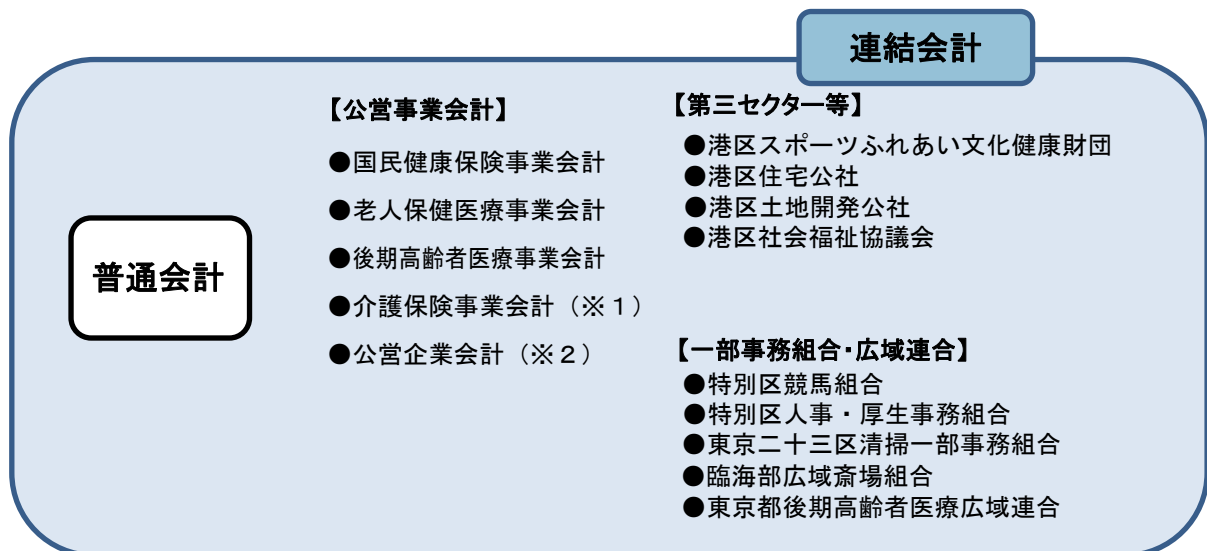 連結会計
普通会計
【公営事業会計】
●国民健康保険事業会計
●老人保健医療事業会計
●後期高齢者医療事業会計
●介護保険事業会計（※１）
●公営企業会計（※２）
【第三セクター等】
●港区スポーツふれあい文化健康財団
●港区住宅公社
●港区土地開発公社
●港区社会福祉協議会
【一部事務組合・広域連合】
●特別区競馬組合
●特別区人事・厚生事務組合
●東京二十三区清掃一部事務組合
●臨海部広域斎場組合
●東京都後期高齢者医療広域連合